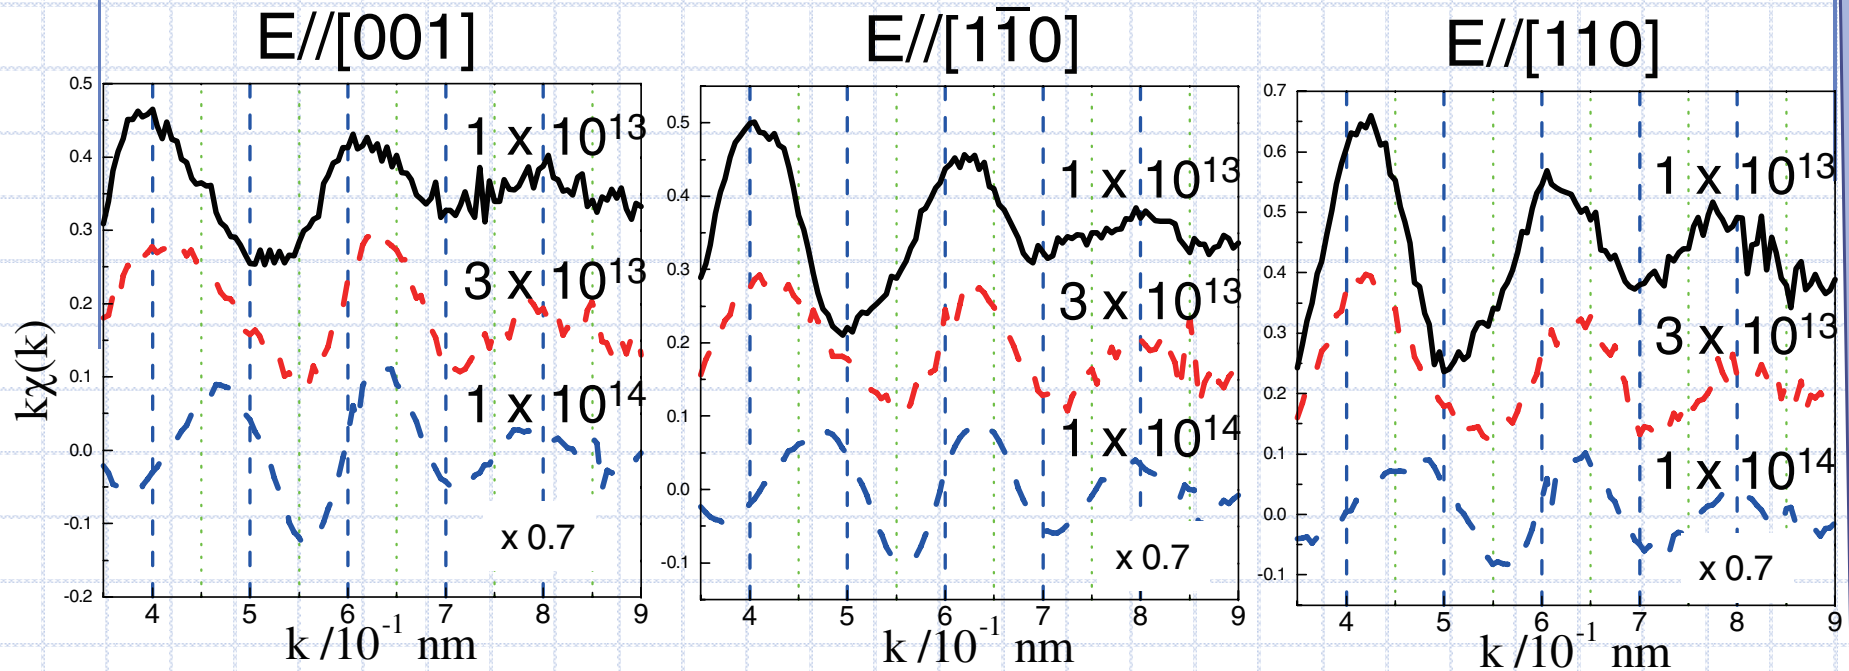 E//[001]
E//[11̅0]
E//[110]
kχ(k)
0.5
0.4
0.3
0.2
0.1
0.0
-0.1
-0.2
1 x 10¹³
3 x 10¹³
1 x 10¹⁴
x 0.7
4 5 6 7 8 9
k /10⁻¹ nm
0.5
0.4
0.3
0.2
0.1
0.0
-0.1
1 x 10¹³
3 x 10¹³
1 x 10¹⁴
x 0.7
4 5 6 7 8 9
k /10⁻¹ nm
0.7
0.6
0.5
0.4
0.3
0.2
0.1
0.0
-0.1
1 x 10¹³
3 x 10¹³
1 x 10¹⁴
x 0.7
4 5 6 7 8 9
k /10⁻¹ nm